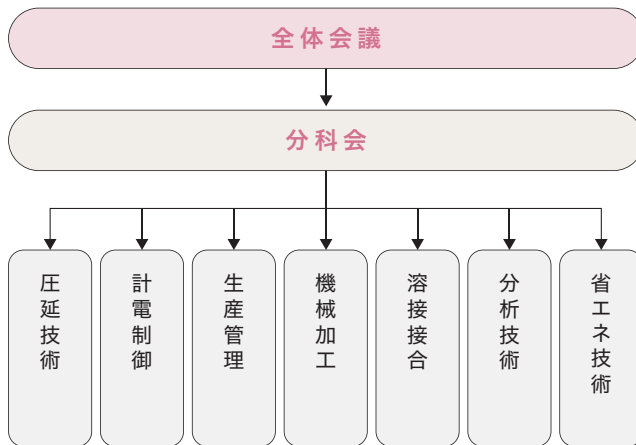 全体会議
分科会
圧延技術
計電制御
生産管理
機械加工
溶接接合
分析技術
省エネ技術